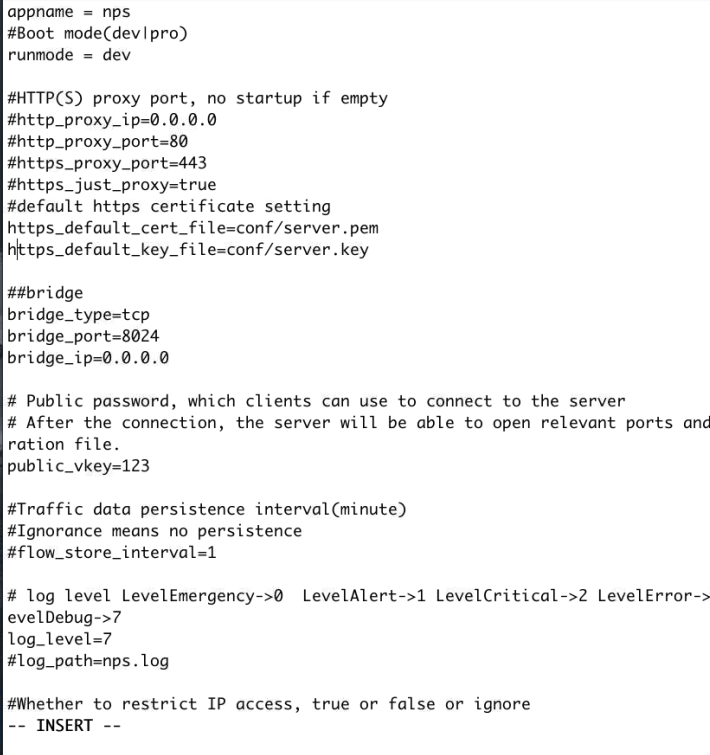 appname = nps
#Boot mode(dev|pro)
runmode = dev
#HTTP(S) proxy port, no startup if empty
#http_proxy_ip=0.0.0.0
#http_proxy_port=80
#https_proxy_port=443
#https_just_proxy=true
#default https certificate setting
https_default_cert_file=conf/server.pem
https_default_key_file=conf/server.key
##bridge
bridge_type=tcp
bridge_port=8024
bridge_ip=0.0.0.0
# Public password, which clients can use to connect to the server
# After the connection, the server will be able to open relevant ports and
ration file.
public_vkey=123
#Traffic data persistence interval(minute)
#Ignorance means no persistence
#flow_store_interval=1
# log level LevelEmergency->0  LevelAlert->1 LevelCritical->2 LevelError->
evelDebug->7
log_level=7
#log_path=nps.log
#Whether to restrict IP access, true or false or ignore
-- INSERT --